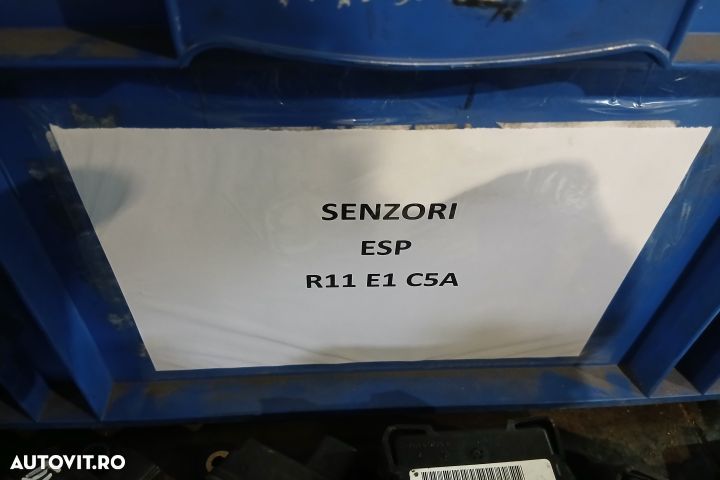 SENZORI
ESP
R11 E1 C5A
AUTOVIT.RO